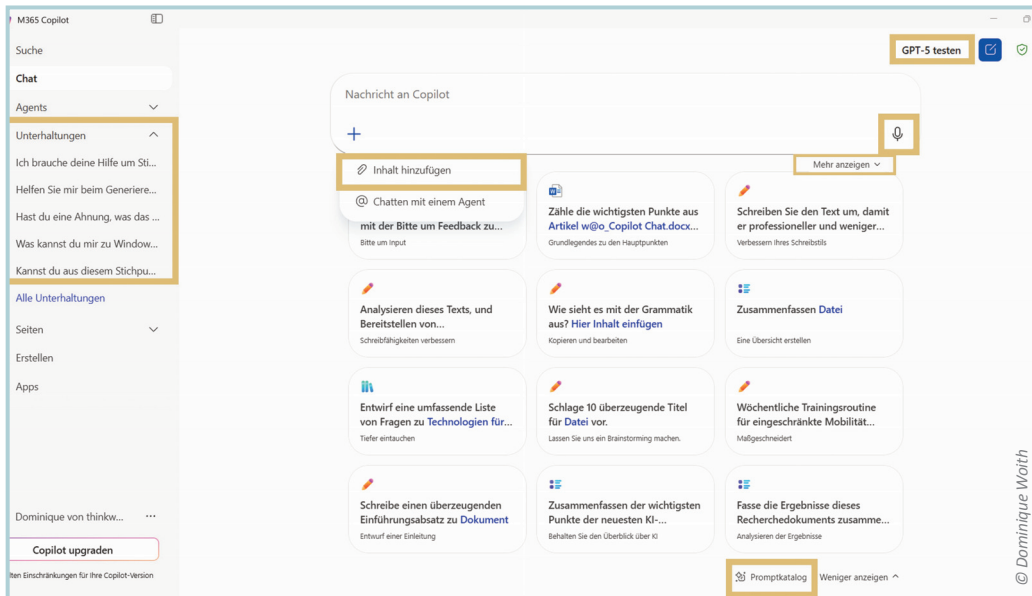 M365 Copilot
Suche
Chat
Agents
Unterhaltungen
Ich brauche deine Hilfe um Sti...
Helfen Sie mir beim Generiere...
Hast du eine Ahnung, was das ...
Was kannst du mir zu Window...
Kannst du aus diesem Stichpu...
Alle Unterhaltungen
Seiten
Erstellen
Apps
Dominique von thinkw... ...
Copilot upgraden
lten Einschränkungen für Ihre Copilot-Version
GPT-5 testen
Nachricht an Copilot
Inhalt hinzufügen
@ Chatten mit einem Agent
Mehr anzeigen
mit der Bitte um Feedback zu...
Bitte um Input
Zähle die wichtigsten Punkte aus
Artikel w@o_Copilot Chat.docx...
Grundlegendes zu den Hauptpunkten
Schreiben Sie den Text um, damit
er professioneller und weniger...
Verbessern Ihres Schreibstils
Analysieren dieses Texts, und
Bereitstellen von...
Schreibfähigkeiten verbessern
Wie sieht es mit der Grammatik
aus? Hier Inhalt einfügen
Kopieren und bearbeiten
Zusammenfassen Datei
Eine Übersicht erstellen
Entwirf eine umfassende Liste
von Fragen zu Technologien für...
Tiefer eintauchen
Schlage 10 überzeugende Titel
für Datei vor.
Lassen Sie uns ein Brainstorming machen.
Wöchentliche Trainingsroutine
für eingeschränkte Mobilität...
Maßgeschneidert
Schreibe einen überzeugenden
Einführungsabsatz zu Dokument
Entwurf einer Einleitung
Zusammenfassen der wichtigsten
Punkte der neuesten KI-...
Behalten Sie den Überblick über KI
Fasse die Ergebnisse dieses
Recherchedokuments zusamme...
Analysieren der Ergebnisse
Promptkatalog
Weniger anzeigen
© Dominique Woith